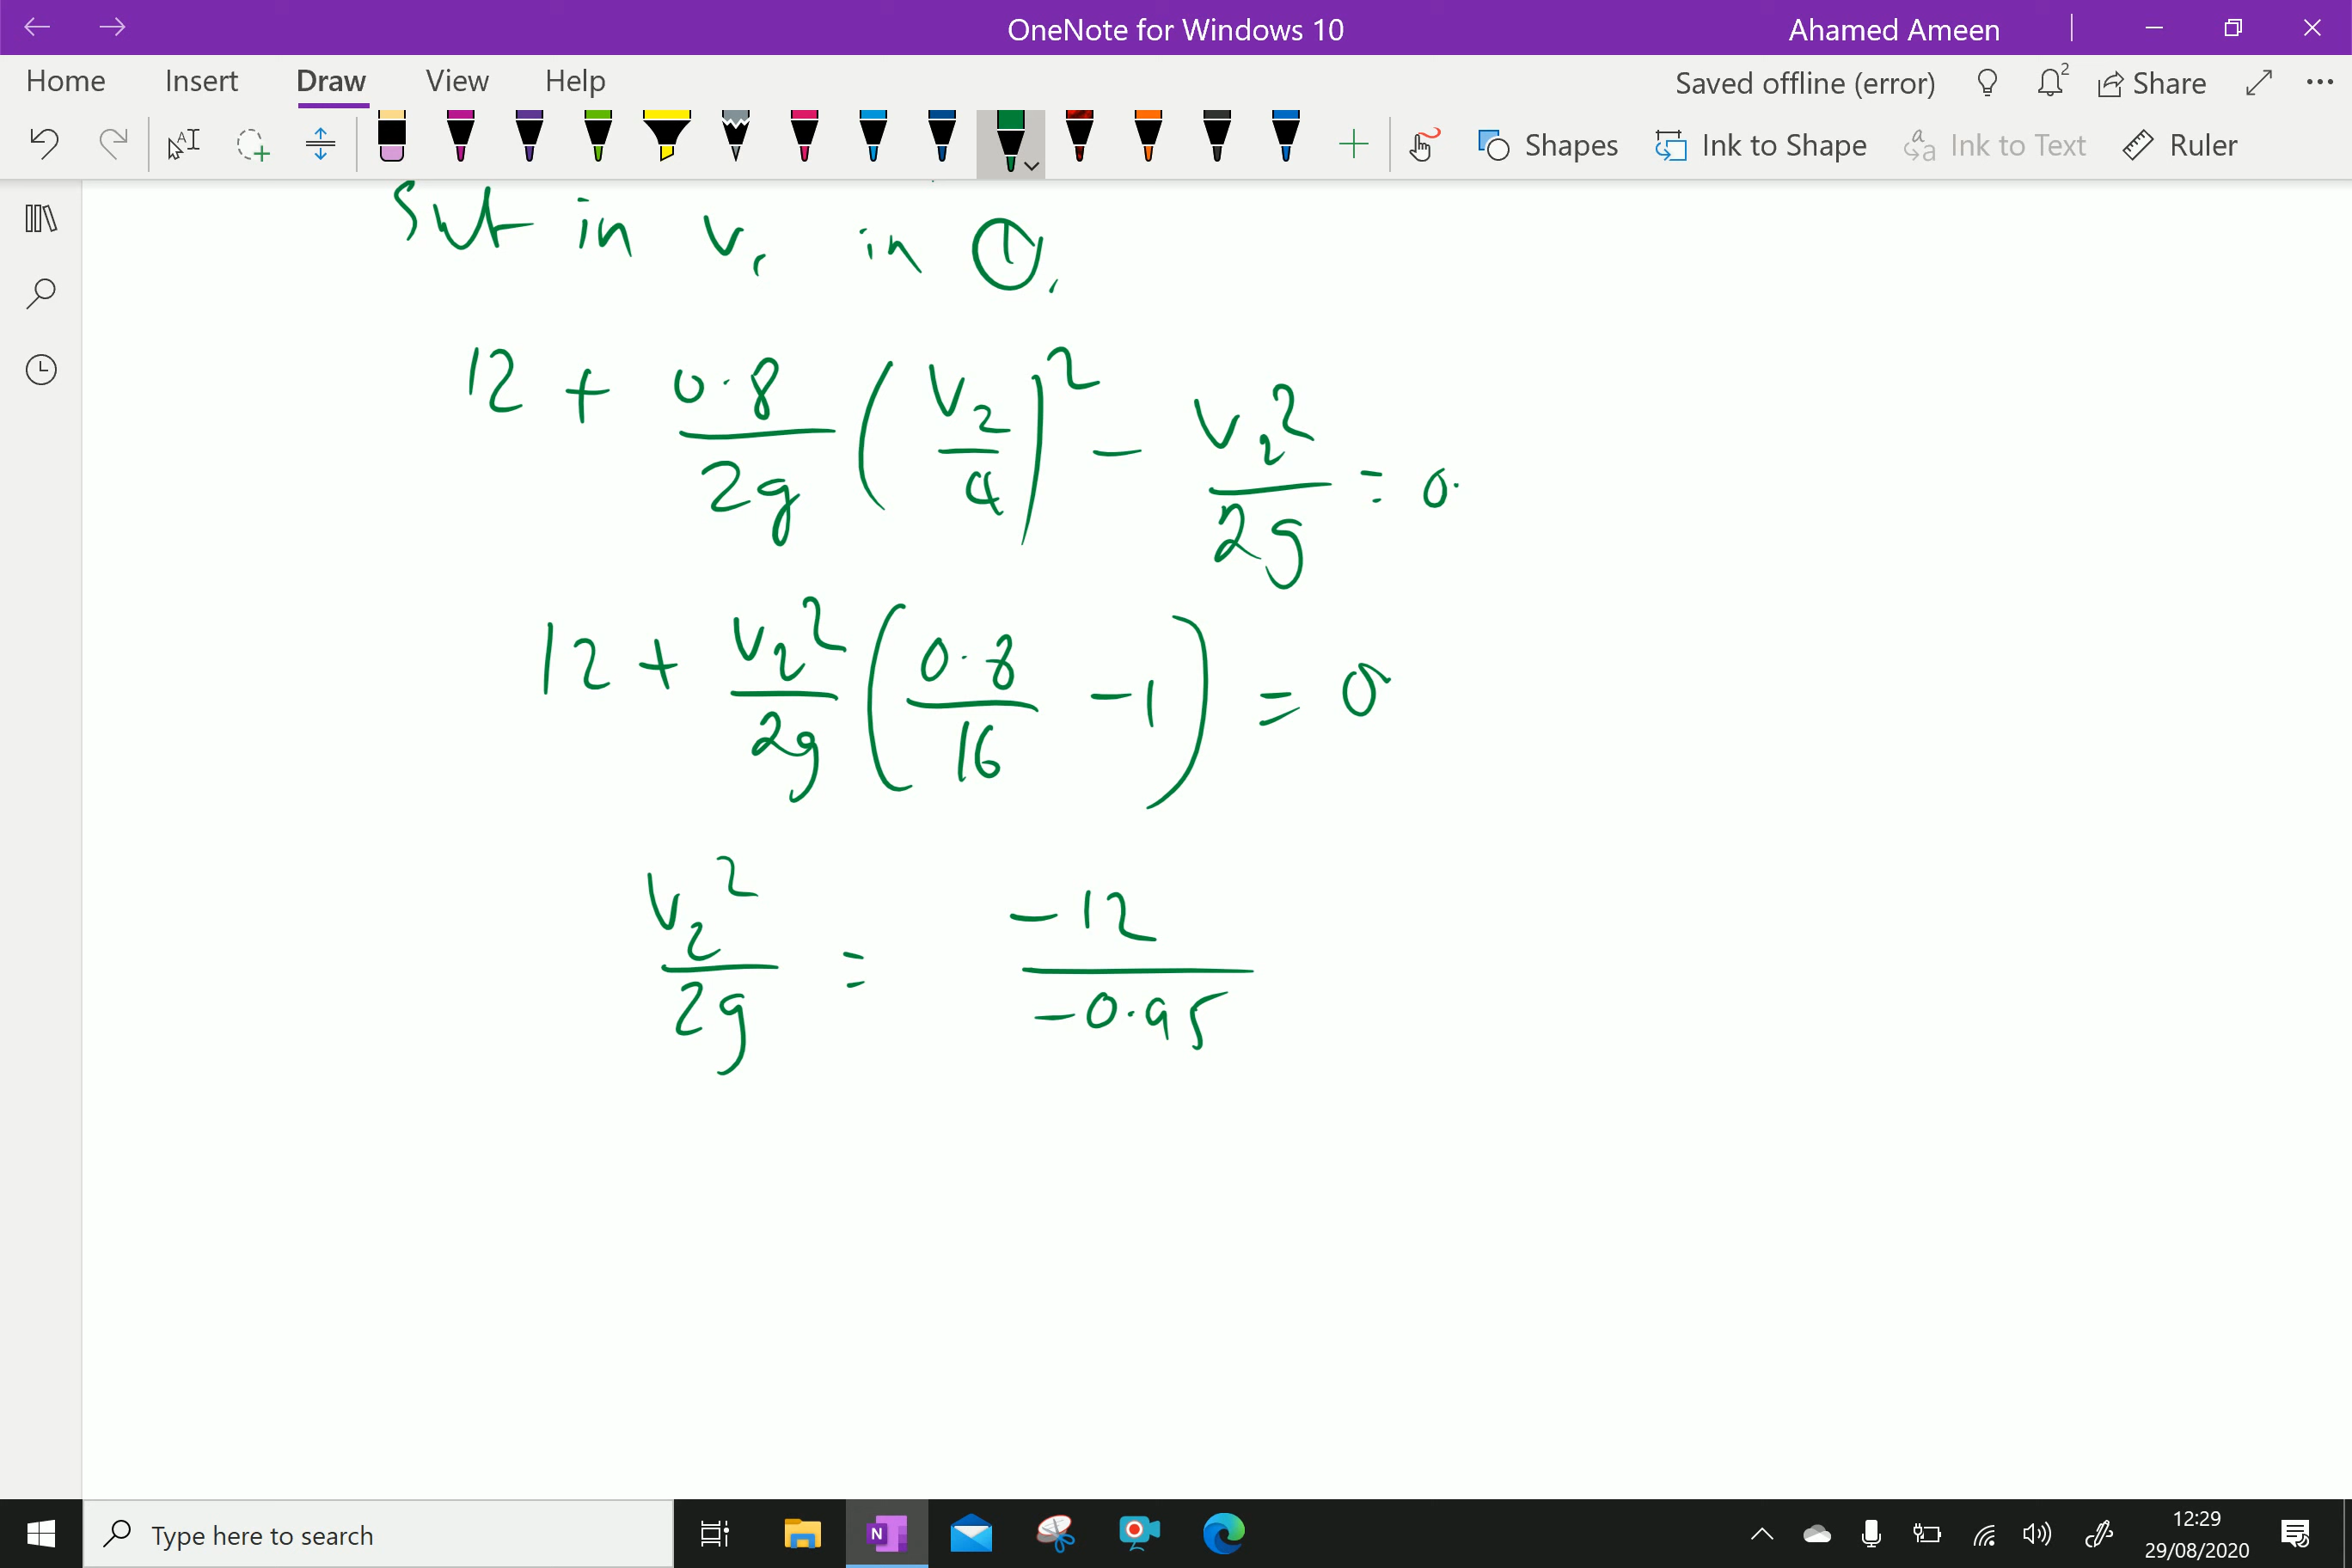 OneNote for Windows 10 Ahamed Ameen
Home Insert Draw View Help Saved offline (error) 2 Share
Shapes Ink to Shape Ink to Text Ruler
Sub in v₁ in ①.
12 + 0.8/2g (V₂/4)² - V₂²/2g = 0.
12 + V₂²/2g (0.8/16 - 1) = 0
V₂²/2g = -12/-0.95
Type here to search
12:29
29/08/2020